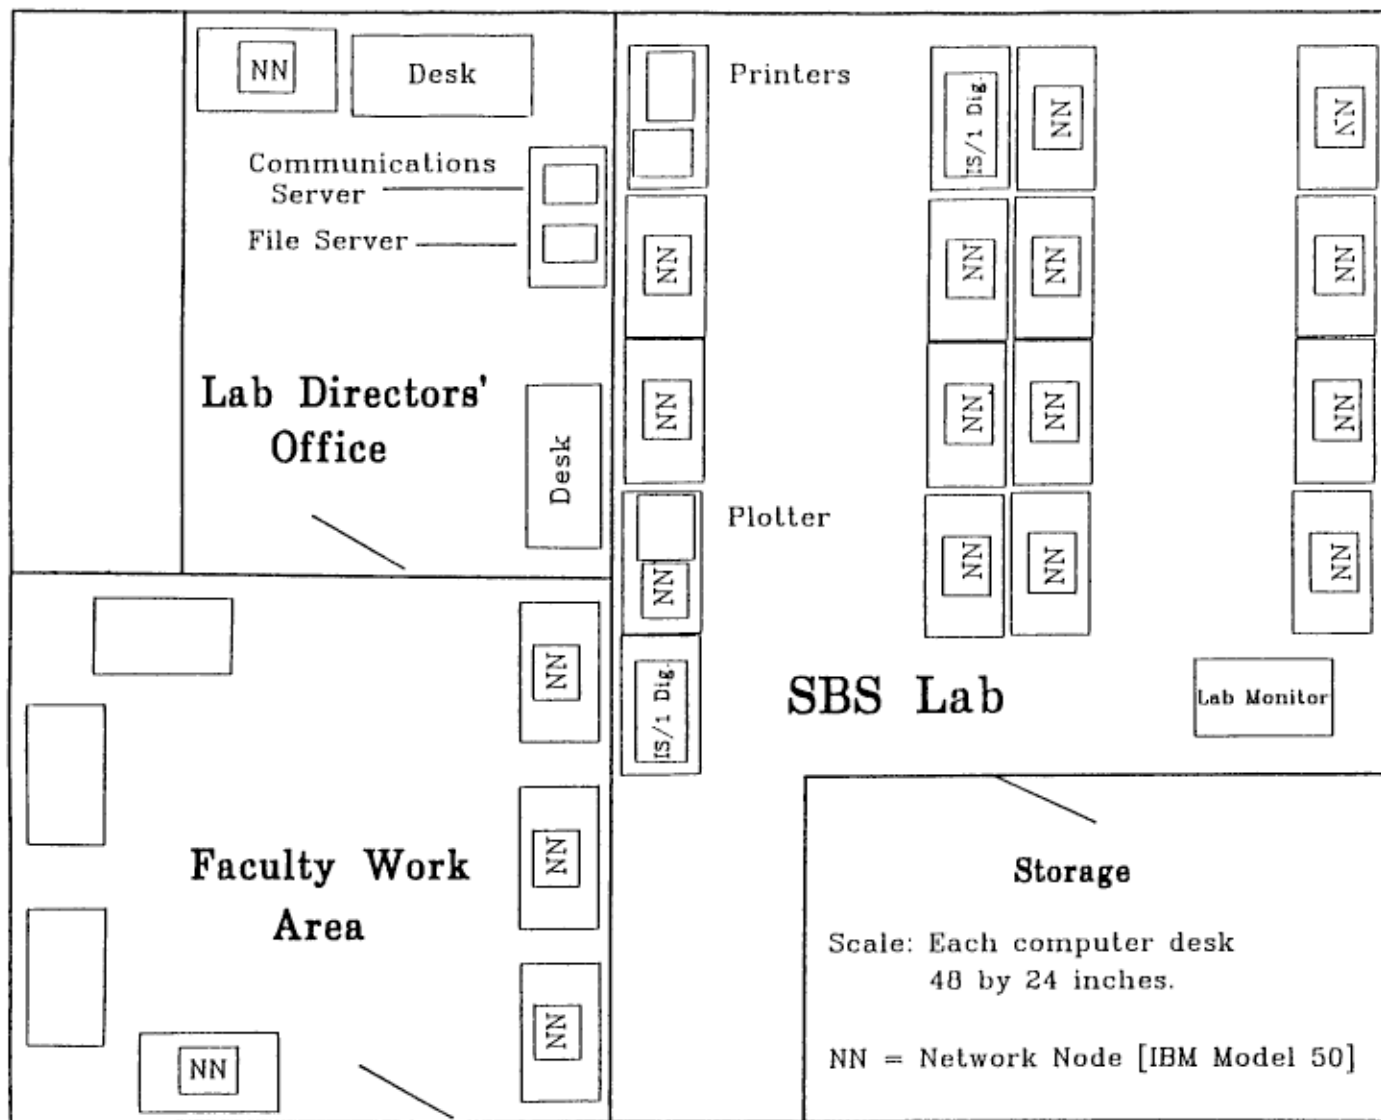 NN
Desk
Printers
IS/1 Dig.
NN
NN
Communications
Server
File Server
NN
NN
NN
NN
Lab Directors'
Office
Desk
NN
NN
NN
NN
Plotter
NN
NN
NN
NN
NN
IS/1 Dig.
SBS Lab
Lab Monitor
Faculty Work
Area
NN
NN
NN
Storage
Scale: Each computer desk
48 by 24 inches.
NN = Network Node [IBM Model 50]